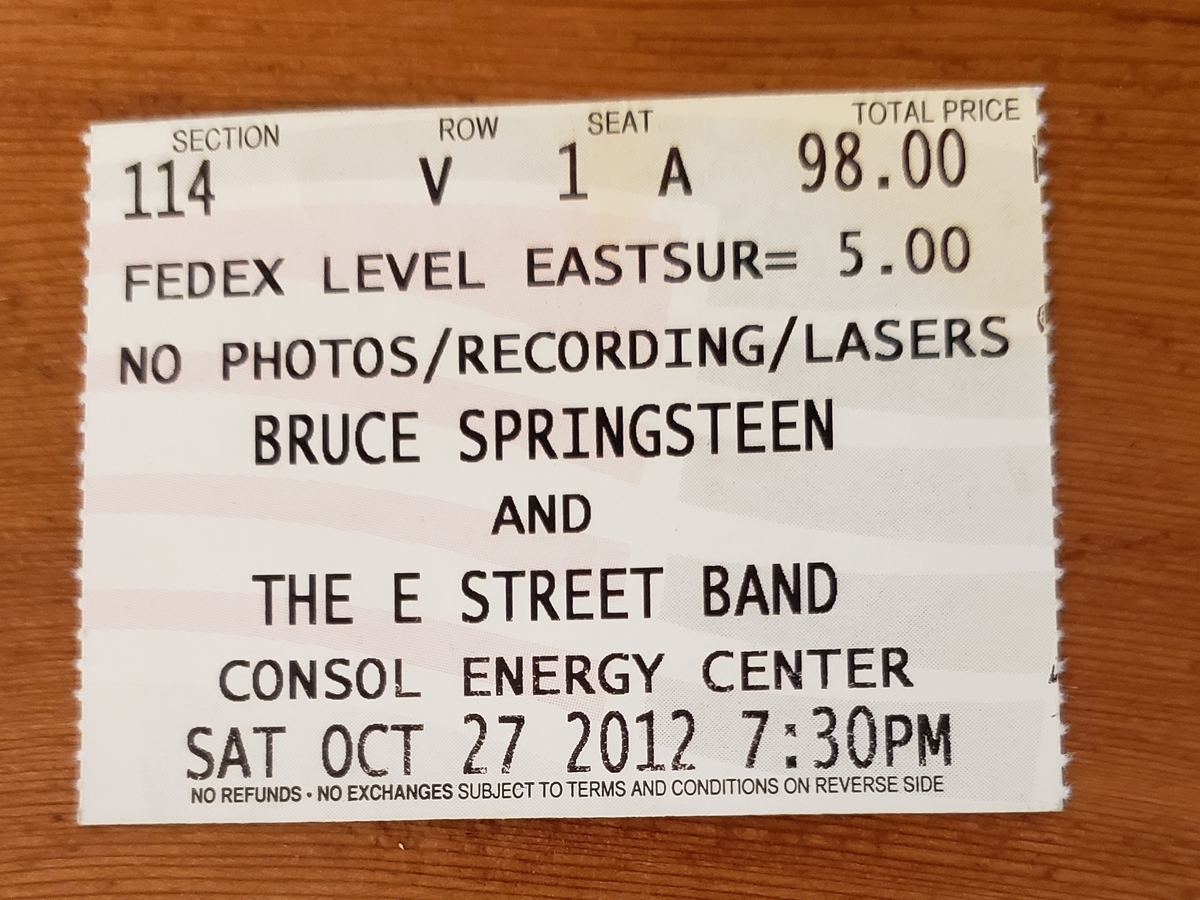 SECTION ROW SEAT TOTAL PRICE
114 V 1 A 98.00
FEDEX LEVEL EASTSUR= 5.00
NO PHOTOS/RECORDING/LASERS
BRUCE SPRINGSTEEN
AND
THE E STREET BAND
CONSOL ENERGY CENTER
SAT OCT 27 2012 7:30PM
NO REFUNDS • NO EXCHANGES SUBJECT TO TERMS AND CONDITIONS ON REVERSE SIDE